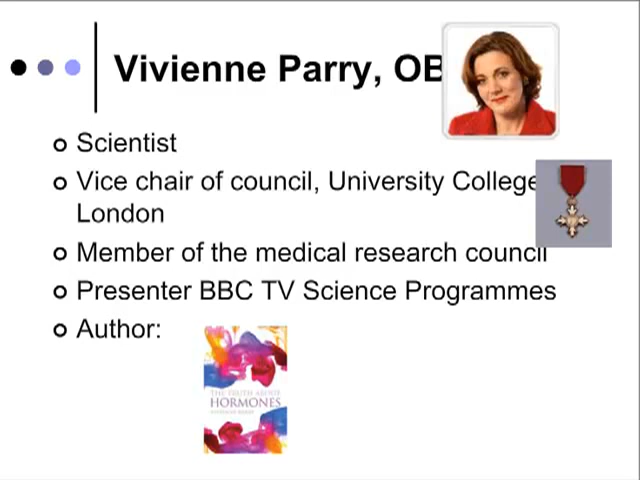 Vivienne Parry, OB
Scientist
Vice chair of council, University College
London
Member of the medical research council
Presenter BBC TV Science Programmes
Author:
THE TRUTH ABOUT
HORMONES